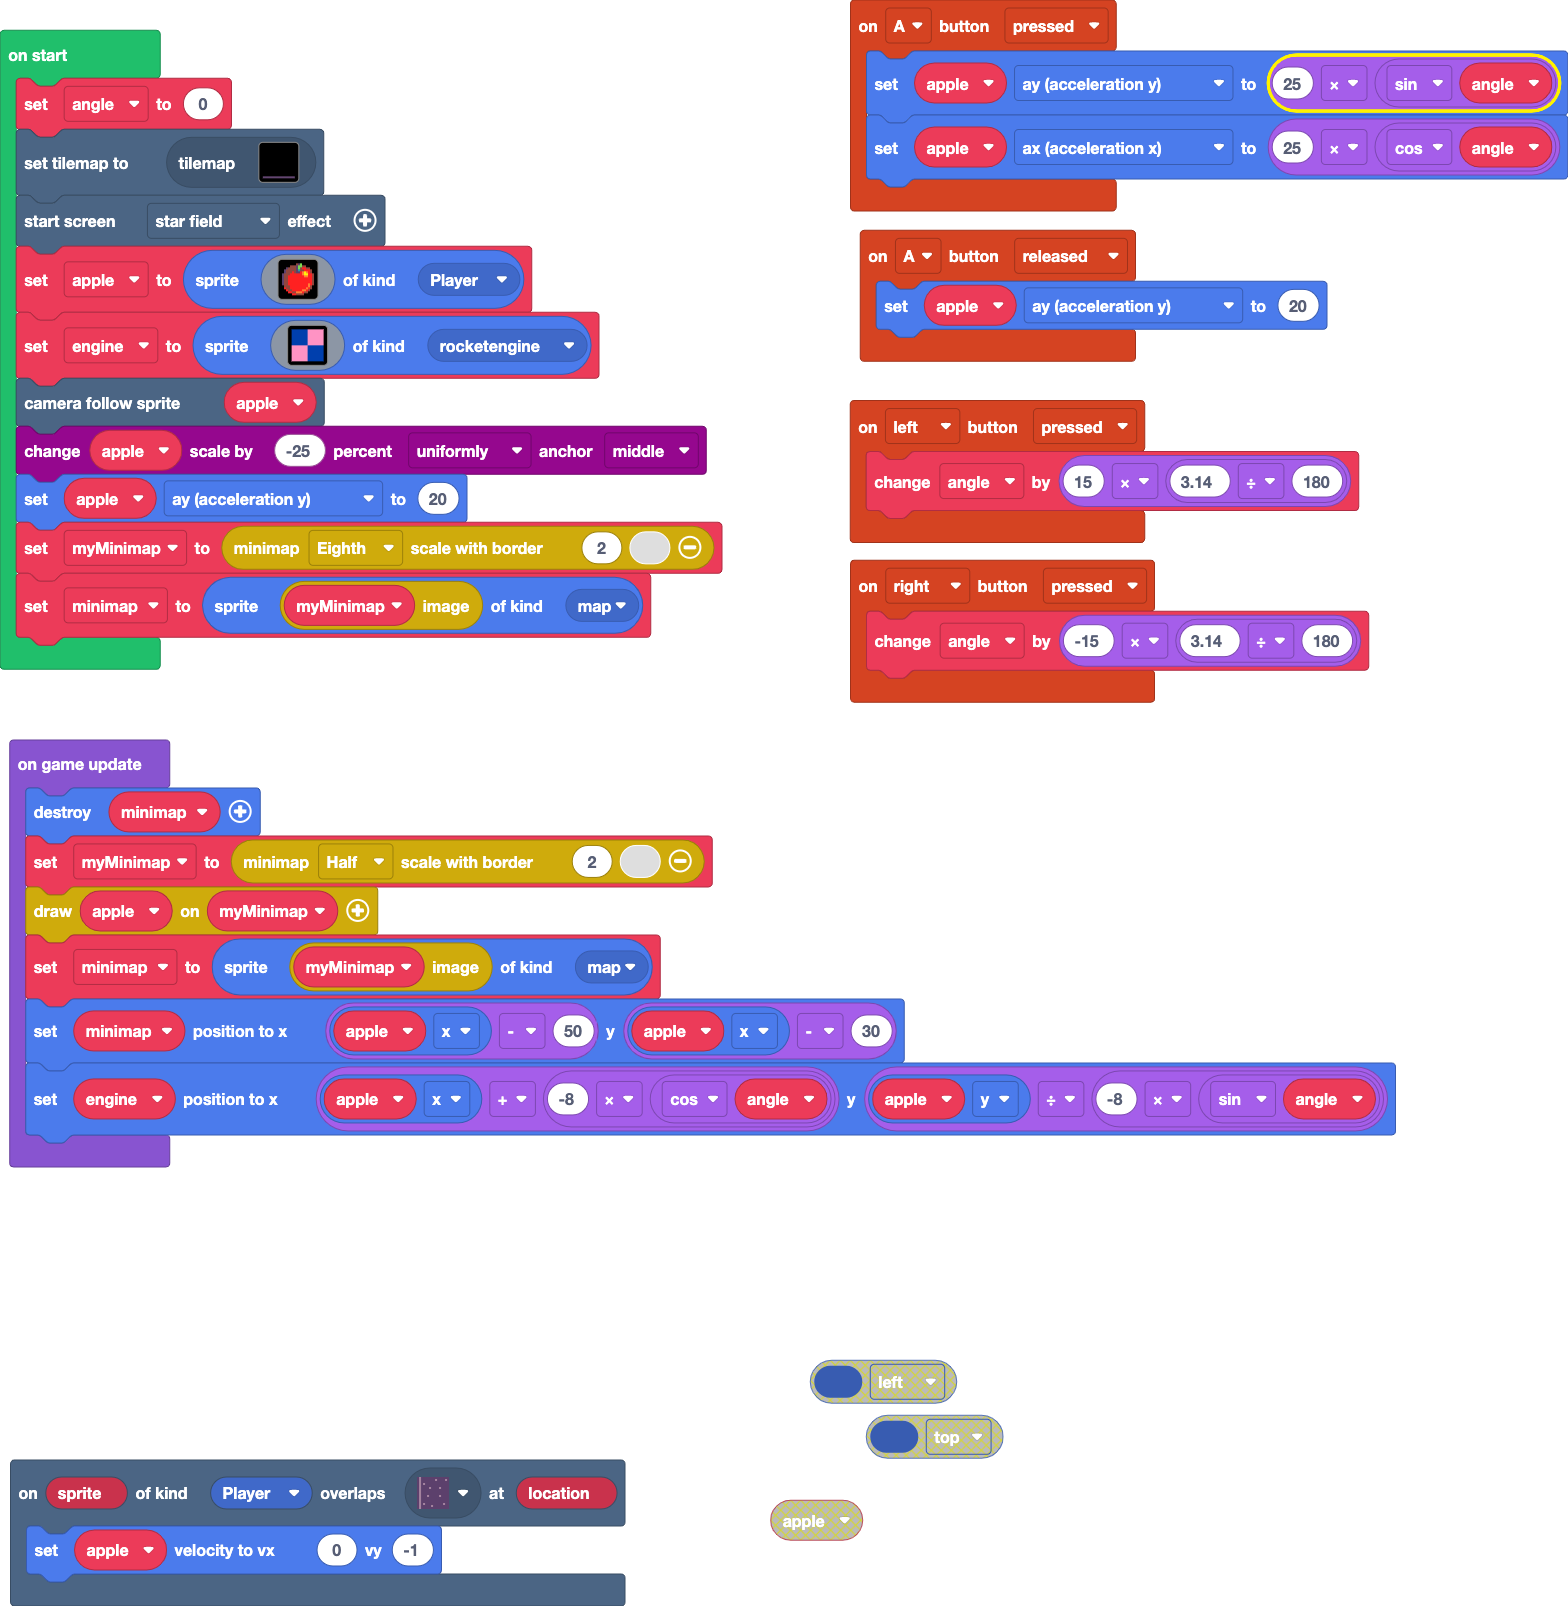 on start
set angle to 0
set tilemap to tilemap
start screen star field effect
set apple to sprite of kind Player
set engine to sprite of kind rocketengine
camera follow sprite apple
change apple scale by -25 percent uniformly anchor middle
set apple ay (acceleration y) to 20
set myMinimap to minimap Eighth scale with border 2
set minimap to sprite myMinimap image of kind map
on A button pressed
set apple ay (acceleration y) to 25 × sin angle
set apple ax (acceleration x) to 25 × cos angle
on A button released
set apple ay (acceleration y) to 20
on left button pressed
change angle by 15 × 3.14 ÷ 180
on right button pressed
change angle by -15 × 3.14 ÷ 180
on game update
destroy minimap
set myMinimap to minimap Half scale with border 2
draw apple on myMinimap
set minimap to sprite myMinimap image of kind map
set minimap position to x apple x - 50 y apple x - 30
set engine position to x apple x + -8 × cos angle y apple y ÷ -8 × sin angle
left
top
apple
on sprite of kind Player overlaps at location
set apple velocity to vx 0 vy -1